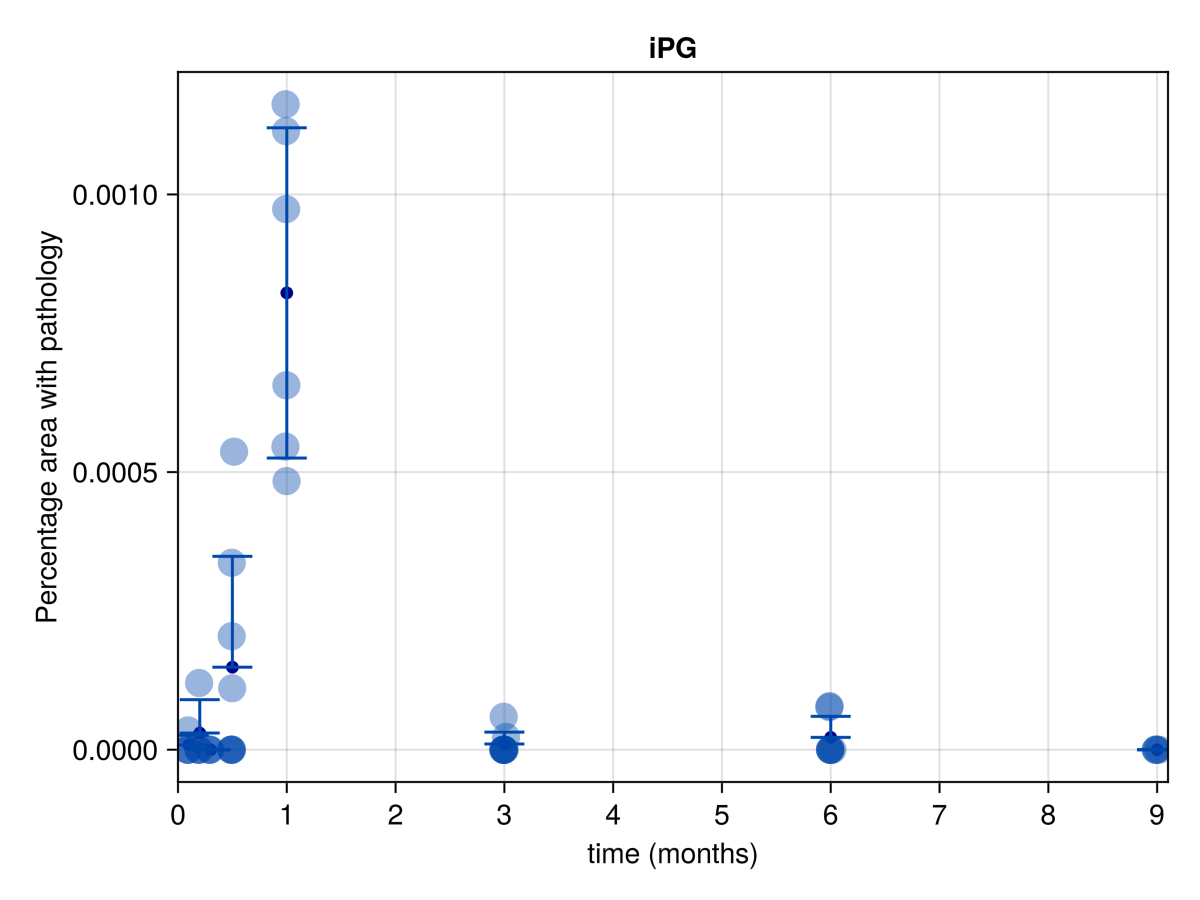 iPG
Percentage area with pathology
0.0010
0.0005
0.0000
0 1 2 3 4 5 6 7 8 9
time (months)